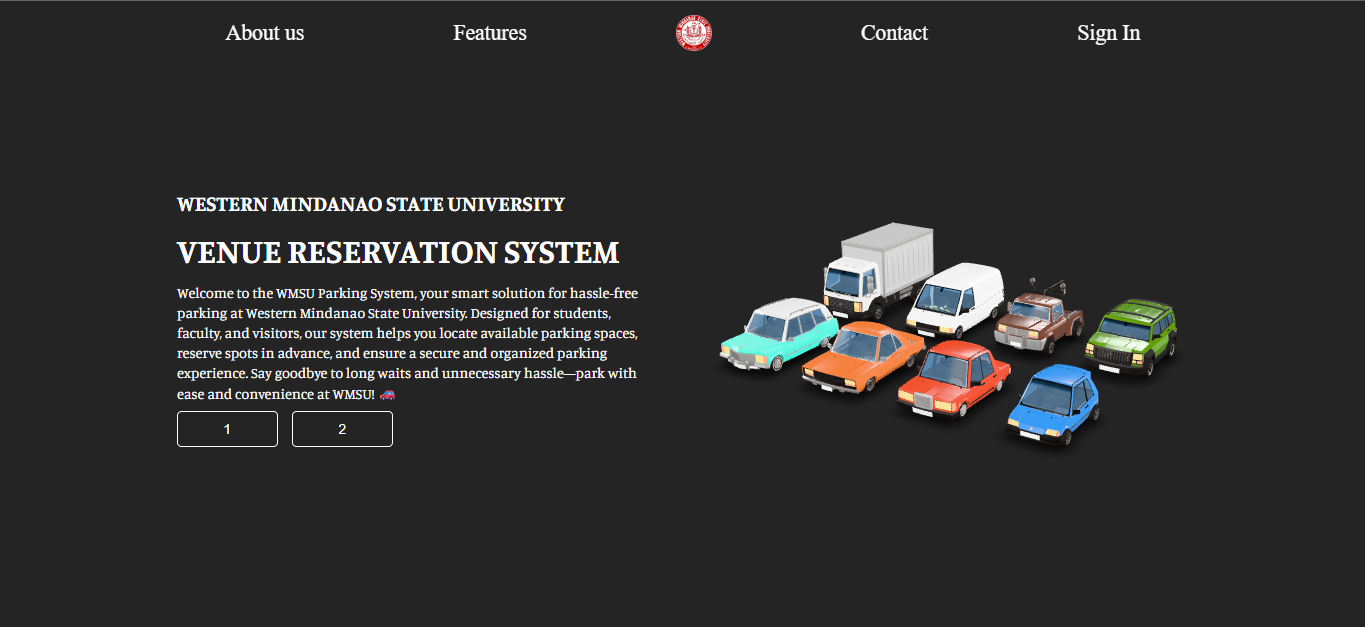 About us
Features
Contact
Sign In
WESTERN MINDANAO STATE UNIVERSITY
VENUE RESERVATION SYSTEM
Welcome to the WMSU Parking System, your smart solution for hassle-free
parking at Western Mindanao State University. Designed for students,
faculty, and visitors, our system helps you locate available parking spaces,
reserve spots in advance, and ensure a secure and organized parking
experience. Say goodbye to long waits and unnecessary hassle—park with
ease and convenience at WMSU! 🚗
1
2